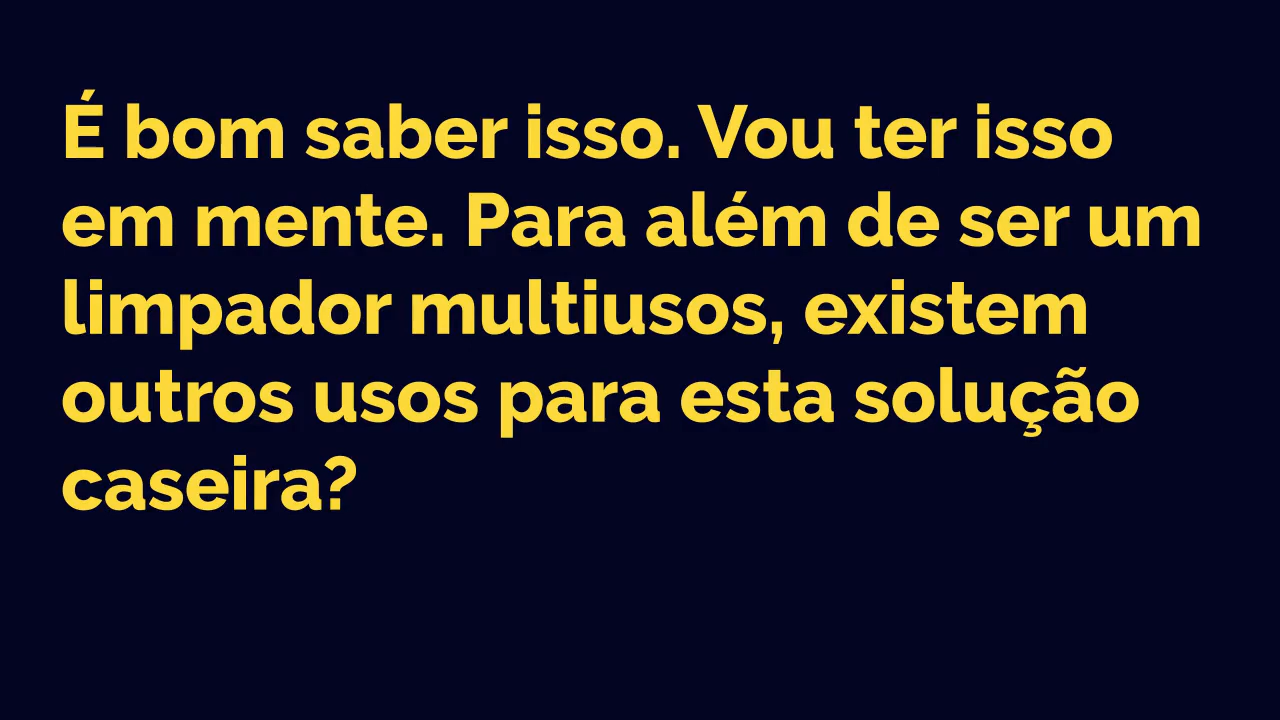 É bom saber isso. Vou ter isso
em mente. Para além de ser um
limpador multiusos, existem
outros usos para esta solução
caseira?